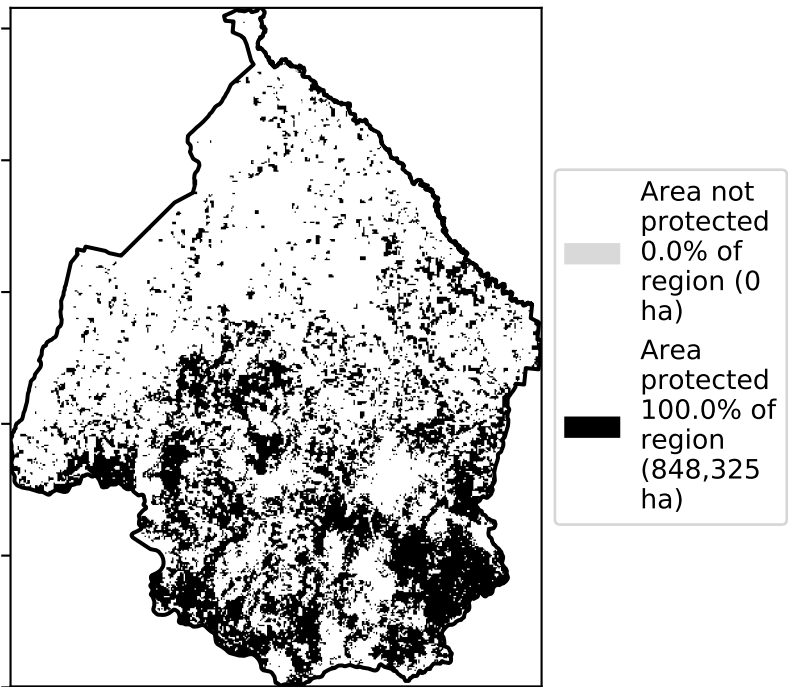 Area not
protected
0.0% of
region (0
ha)
Area
protected
100.0% of
region
(848,325
ha)